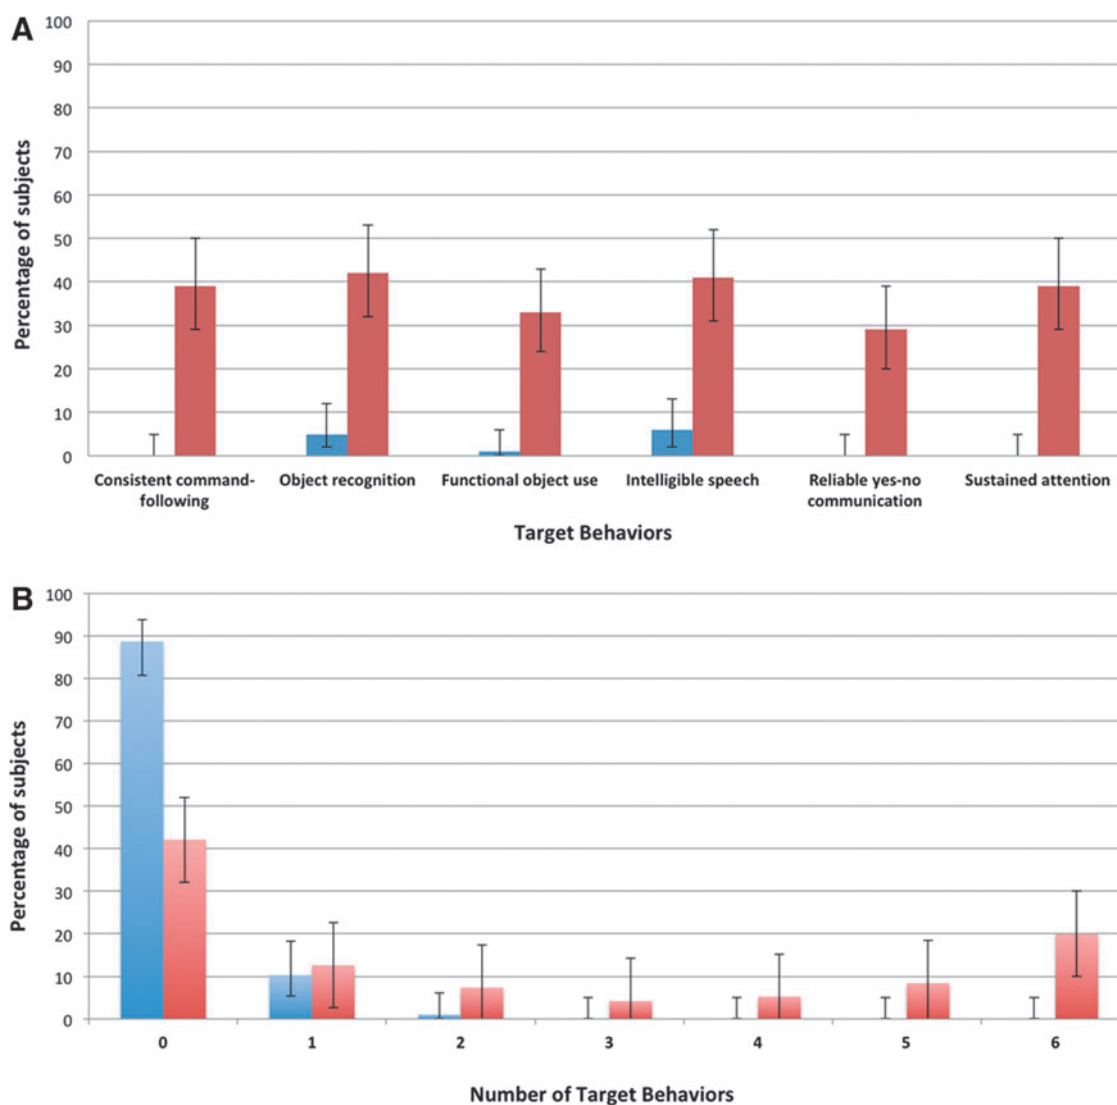 A
100
90
80
70
60
50
40
30
20
10
0
Percentage of subjects
Consistent command-
following
Object recognition
Functional object use
Intelligible speech
Reliable yes-no
communication
Sustained attention
Target Behaviors
B
100
90
80
70
60
50
40
30
20
10
0
Percentage of subjects
0 1 2 3 4 5 6
Number of Target Behaviors